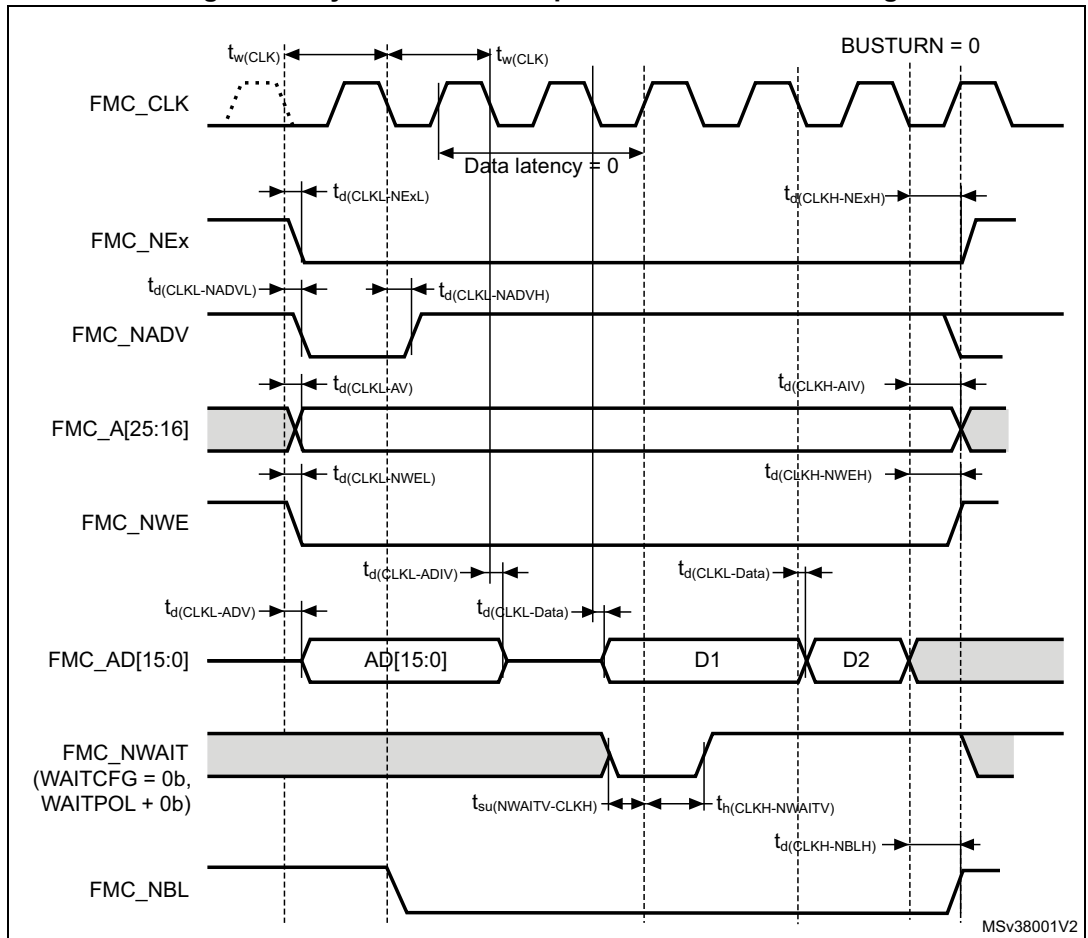 BUSTURN = 0
tw(CLK) tw(CLK)
FMC_CLK
Data latency = 0
td(CLKL-NExL) td(CLKH-NExH)
FMC_NEx
td(CLKL-NADVL) td(CLKL-NADVH)
FMC_NADV
td(CLKL-AV) td(CLKH-AIV)
FMC_A[25:16]
td(CLKL-NWEL) td(CLKH-NWEH)
FMC_NWE
td(CLKL-ADIV) td(CLKL-Data)
td(CLKL-ADV) td(CLKL-Data)
FMC_AD[15:0] AD[15:0] D1 D2
FMC_NWAIT
(WAITCFG = 0b,
WAITPOL + 0b)
tsu(NWAITV-CLKH) th(CLKH-NWAITV)
td(CLKH-NBLH)
FMC_NBL
MSv38001V2